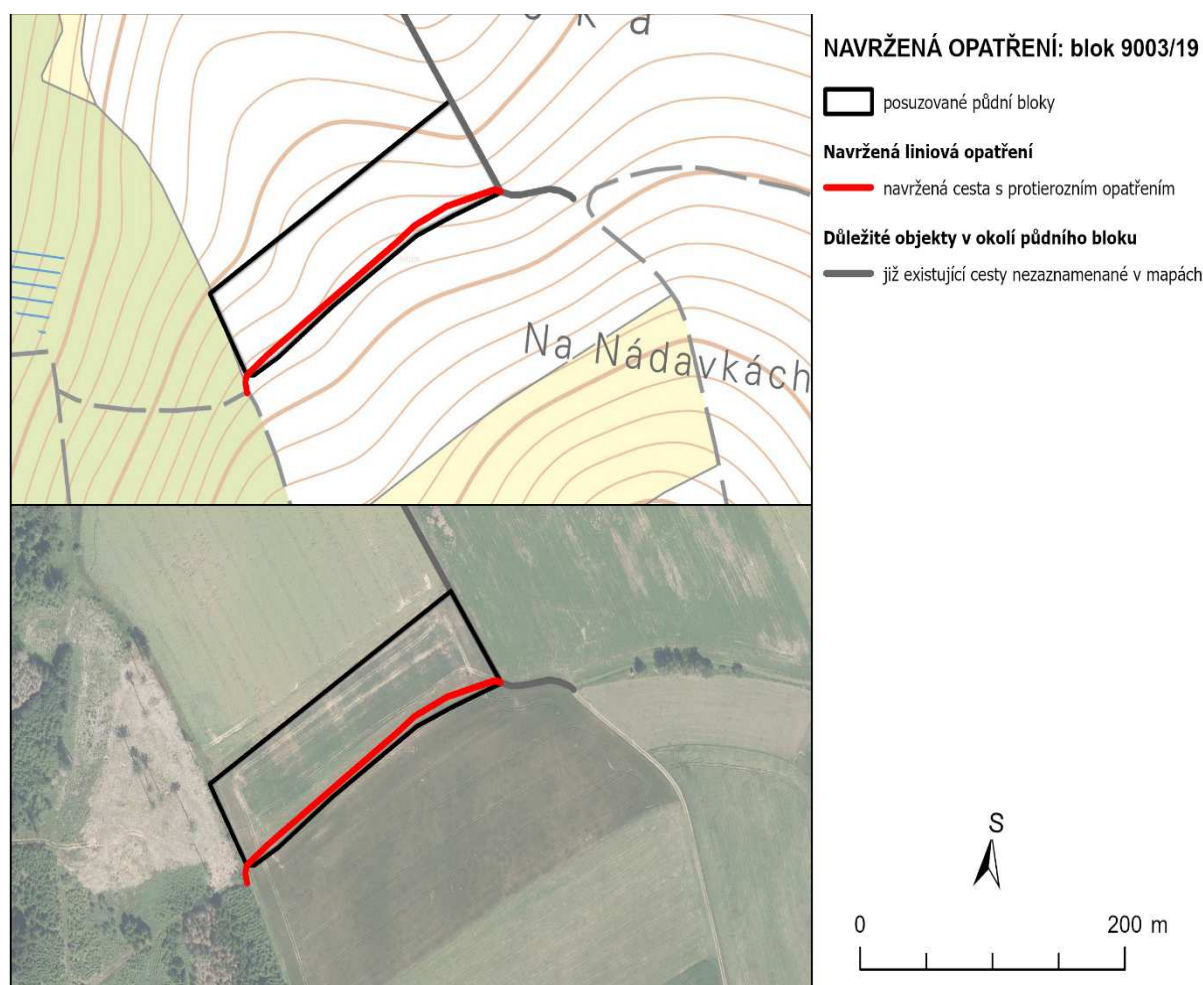 NAVRŽENÁ OPATŘENÍ: blok 9003/19
posuzované půdní bloky
Navržená liniová opatření
navržená cesta s protierozním opatřením
Důležité objekty v okolí půdního bloku
již existující cesty nezaznamenané v mapách
Na Nádavkách
S
0 200 m